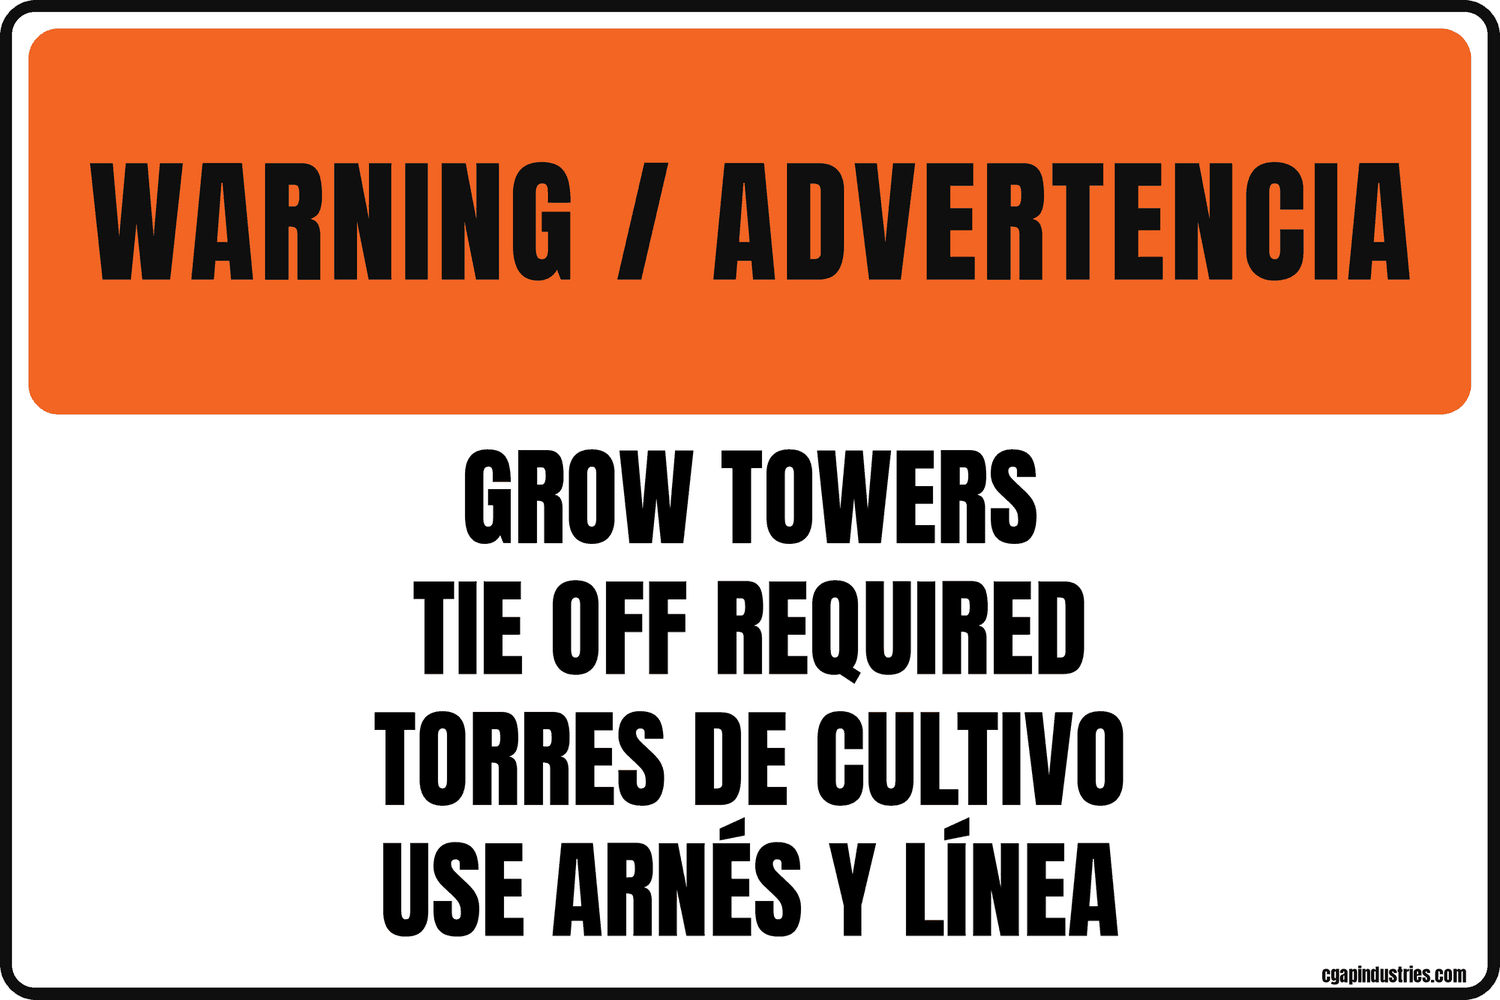 WARNING / ADVERTENCIA
GROW TOWERS
TIE OFF REQUIRED
TORRES DE CULTIVO
USE ARNÉS Y LÍNEA
cgapindustries.com